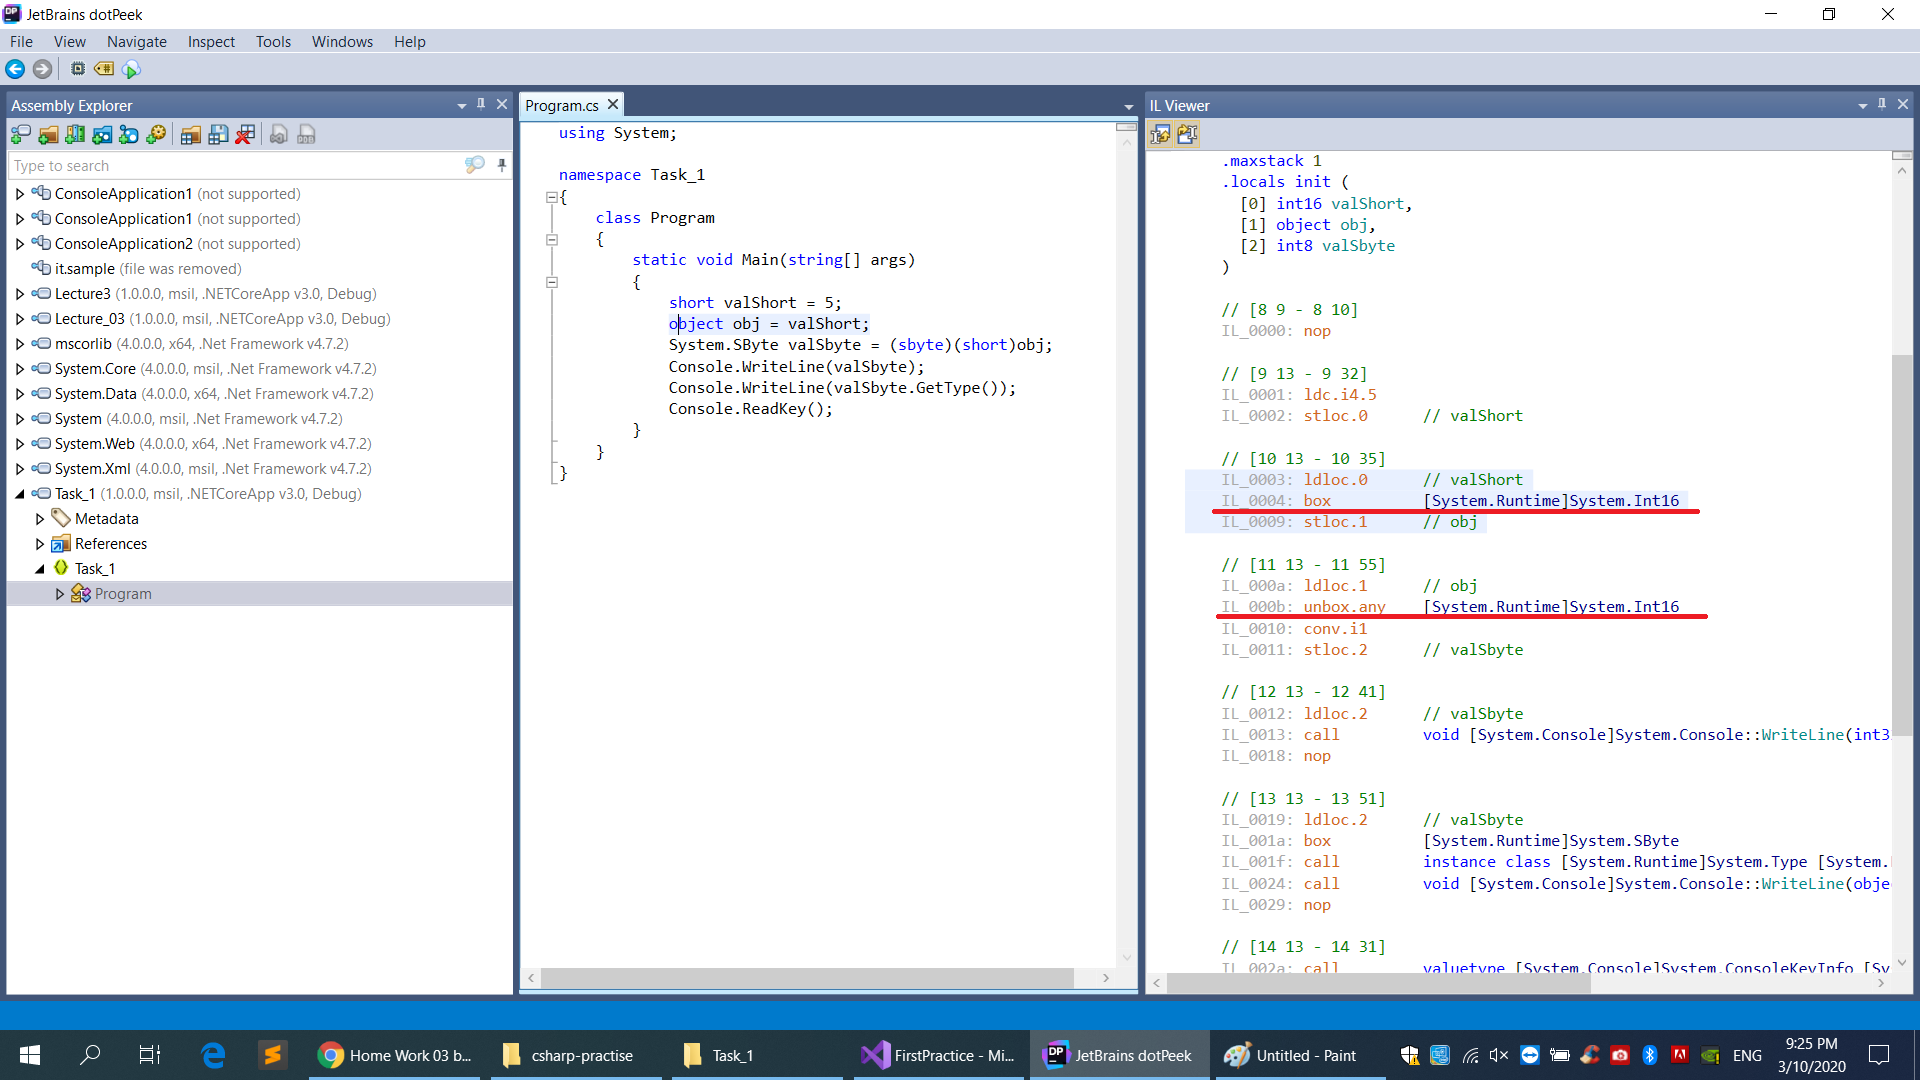 JetBrains dotPeek
File View Navigate Inspect Tools Windows Help
Assembly Explorer
Type to search
ConsoleApplication1 (not supported)
ConsoleApplication1 (not supported)
ConsoleApplication2 (not supported)
it.sample (file was removed)
Lecture3 (1.0.0.0, msil, .NETCoreApp v3.0, Debug)
Lecture_03 (1.0.0.0, msil, .NETCoreApp v3.0, Debug)
mscorlib (4.0.0.0, x64, .Net Framework v4.7.2)
System.Core (4.0.0.0, msil, .Net Framework v4.7.2)
System.Data (4.0.0.0, x64, .Net Framework v4.7.2)
System (4.0.0.0, msil, .Net Framework v4.7.2)
System.Web (4.0.0.0, x64, .Net Framework v4.7.2)
System.Xml (4.0.0.0, msil, .Net Framework v4.7.2)
Task_1 (1.0.0.0, msil, .NETCoreApp v3.0, Debug)
Metadata
References
Task_1
Program
Program.cs
using System;
namespace Task_1
{
class Program
{
static void Main(string[] args)
{
short valShort = 5;
object obj = valShort;
System.SByte valSbyte = (sbyte)(short)obj;
Console.WriteLine(valSbyte);
Console.WriteLine(valSbyte.GetType());
Console.ReadKey();
}
}
}
IL Viewer
.maxstack 1
.locals init (
[0] int16 valShort,
[1] object obj,
[2] int8 valSbyte
)
// [8 9 - 8 10]
IL_0000: nop
// [9 13 - 9 32]
IL_0001: ldc.i4.5
IL_0002: stloc.0 // valShort
// [10 13 - 10 35]
IL_0003: ldloc.0 // valShort
IL_0004: box [System.Runtime]System.Int16
IL_0009: stloc.1 // obj
// [11 13 - 11 55]
IL_000a: ldloc.1 // obj
IL_000b: unbox.any [System.Runtime]System.Int16
IL_0010: conv.i1
IL_0011: stloc.2 // valSbyte
// [12 13 - 12 41]
IL_0012: ldloc.2 // valSbyte
IL_0013: call void [System.Console]System.Console::WriteLine(int3
IL_0018: nop
// [13 13 - 13 51]
IL_0019: ldloc.2 // valSbyte
IL_001a: box [System.Runtime]System.SByte
IL_001f: call instance class [System.Runtime]System.Type [System.
IL_0024: call void [System.Console]System.Console::WriteLine(obje
IL_0029: nop
// [14 13 - 14 31]
IL_002a: call valuetype [System.Console]System.ConsoleKeyInfo [Sy
Home Work 03 b... csharp-practise Task_1 FirstPractice - Mi... JetBrains dotPeek Untitled - Paint ENG
9:25 PM
3/10/2020